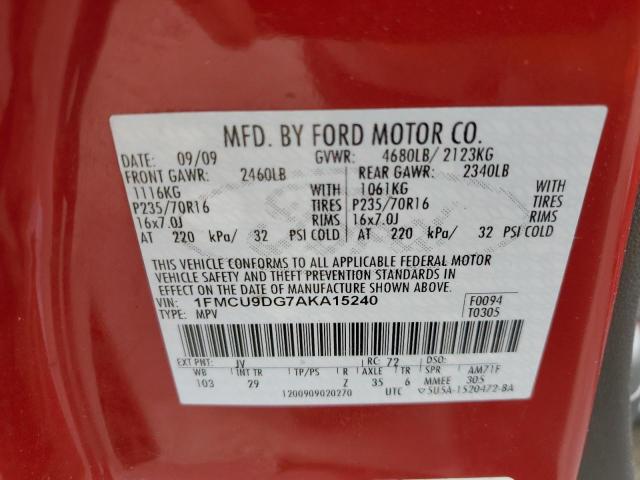 MFD. BY FORD MOTOR CO.
DATE: 09/09 GVWR: 4680LB/ 2123KG
FRONT GAWR: 2460LB REAR GAWR: 2340LB
1116KG WITH 1061KG WITH
P235/70R16 TIRES P235/70R16 TIRES
16x7.0J RIMS 16x7.0J RIMS
AT 220 kPa/ 32 PSI COLD AT 220 kPa/ 32 PSI COLD
THIS VEHICLE CONFORMS TO ALL APPLICABLE FEDERAL MOTOR
VEHICLE SAFETY AND THEFT PREVENTION STANDARDS IN
EFFECT ON THE DATE OF MANUFACTURE SHOWN ABOVE.
VIN: 1FMCU9DG7AKA15240 F0094
TYPE: MPV T0305
EXT PNT: JV RC: 72 DSO:
WB INT TR TP/PS R AXLE TR SPR AM71F
103 29 Z 35 6 MMEE 305
1200909020270 UTC 5U5A-1520472-BA